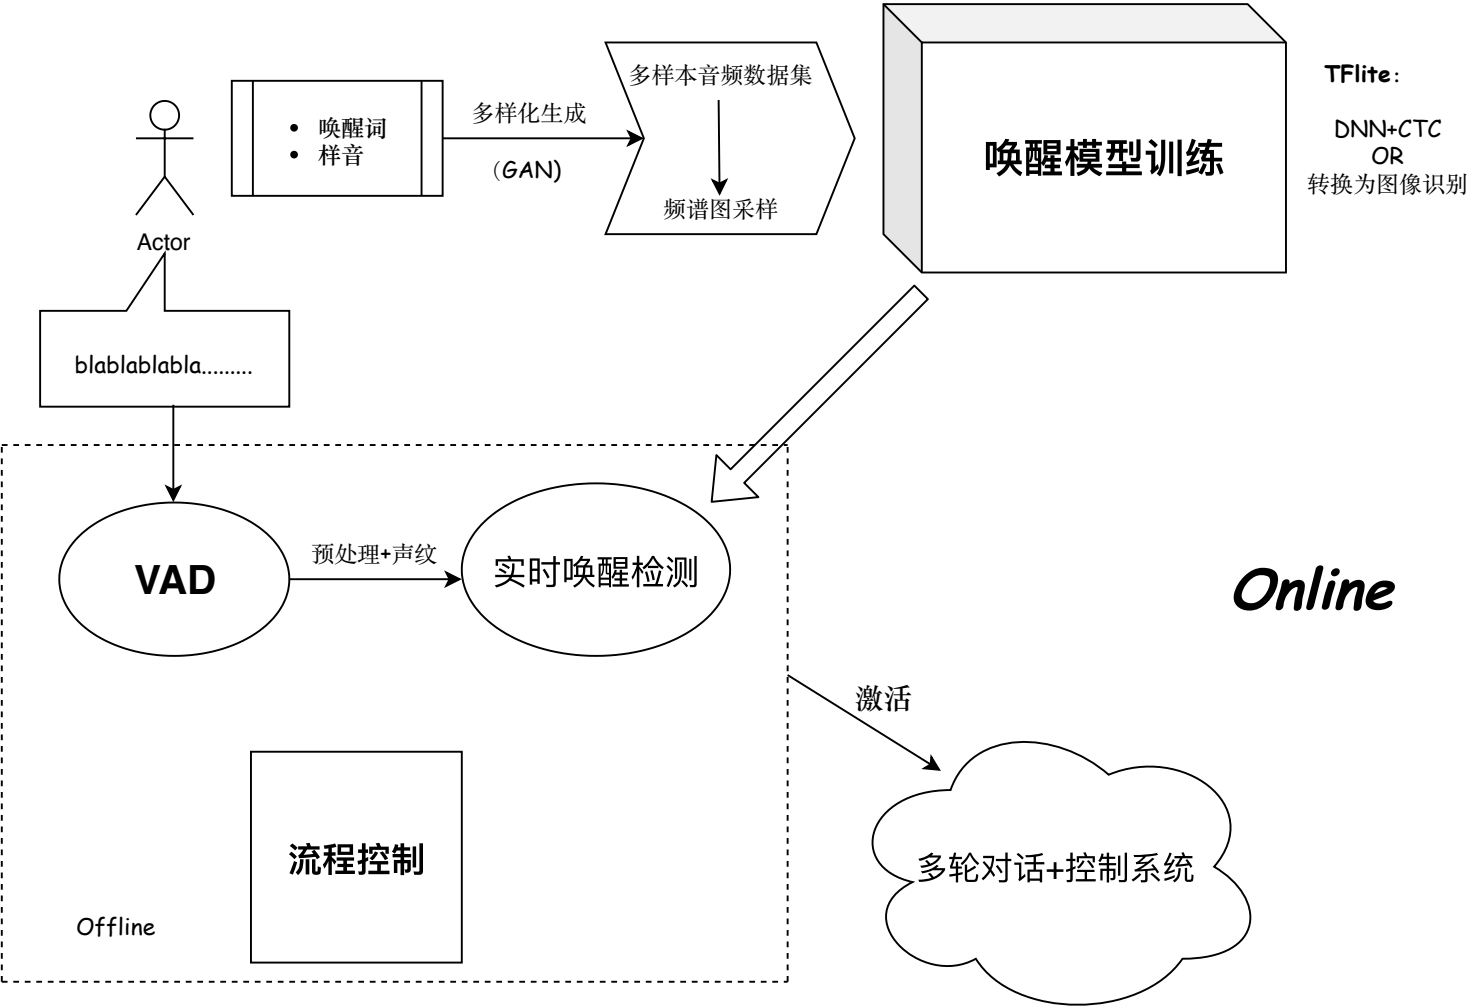 多样本音频数据集
TFlite：
唤醒词
样音
多样化生成
（GAN)
DNN+CTC
OR
转换为图像识别
唤醒模型训练
频谱图采样
Actor
blablablabla.........
VAD
预处理+声纹
实时唤醒检测
Online
激活
流程控制
多轮对话+控制系统
Offline